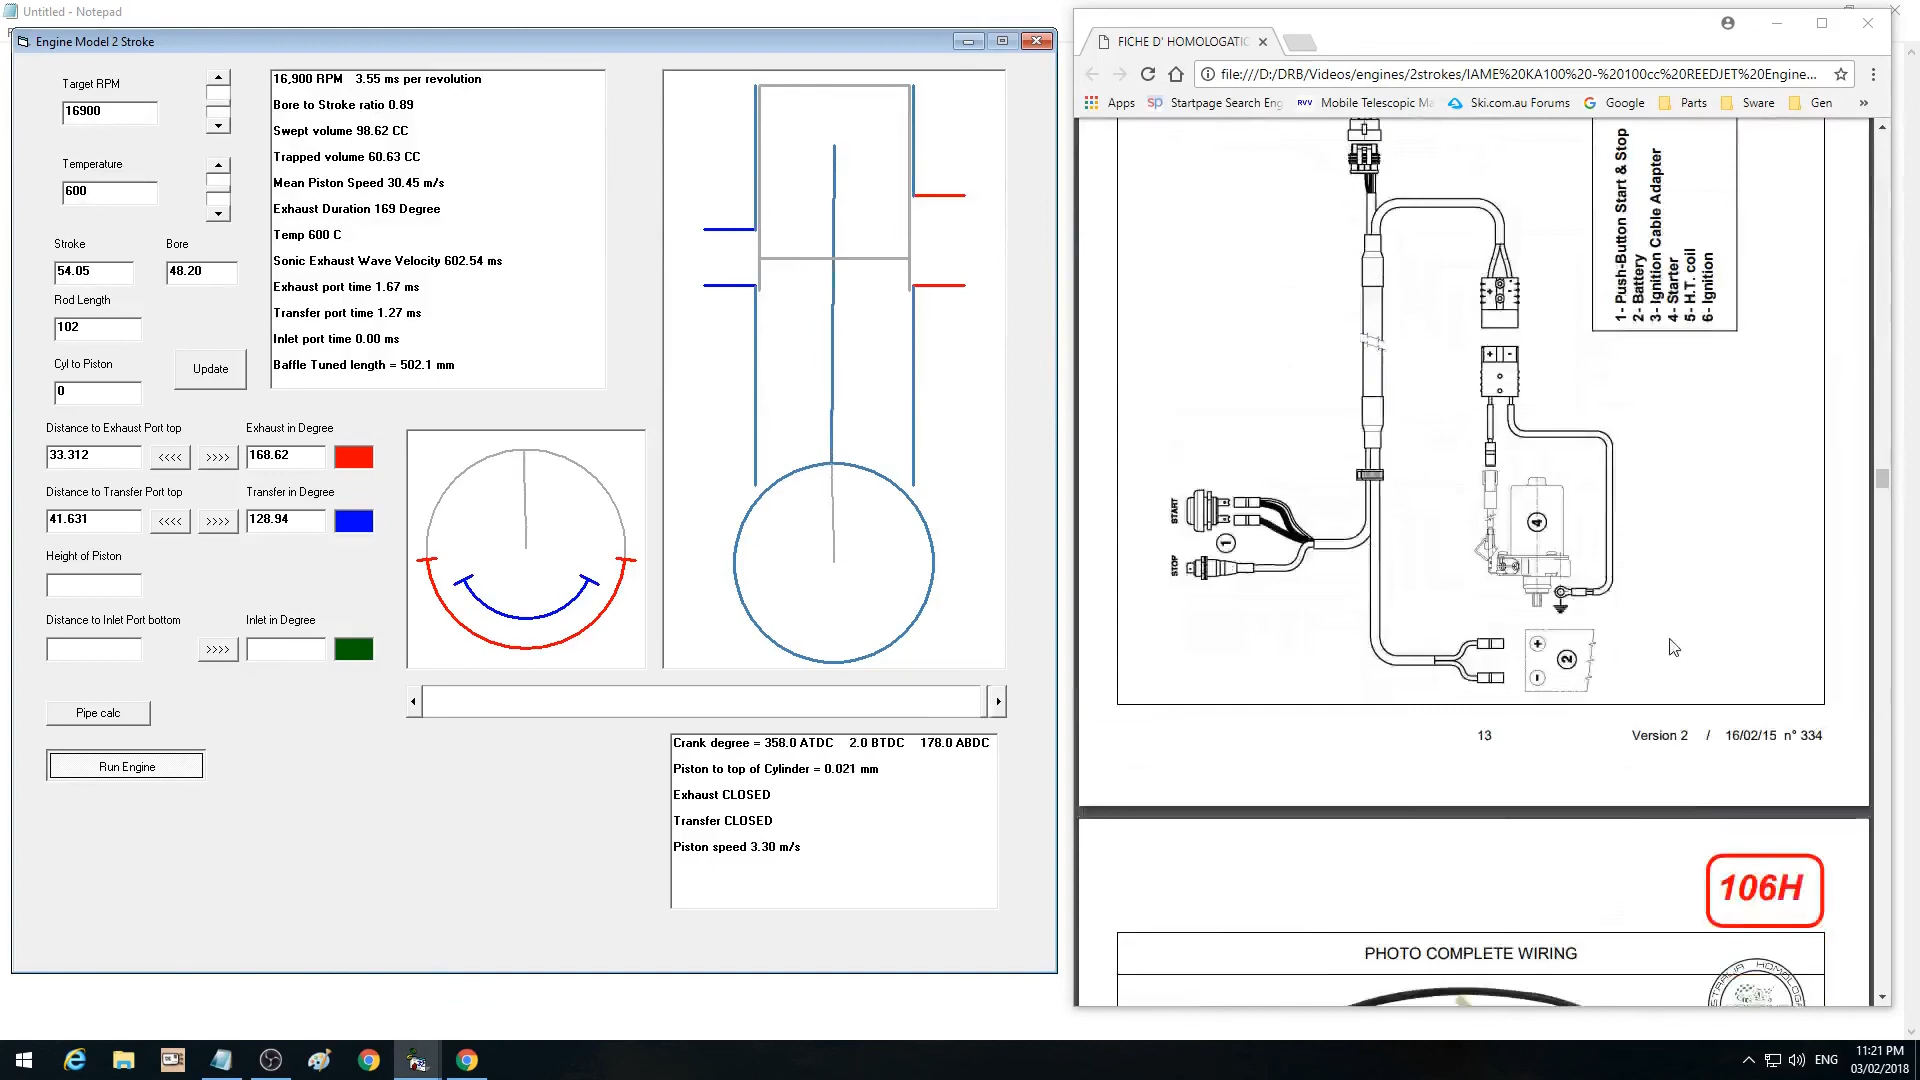 Untitled - Notepad
Engine Model 2 Stroke
Target RPM
16900
Temperature
600
Stroke
Bore
54.05
48.20
Rod Length
102
Cyl to Piston
Update
0
16,900 RPM 3.55 ms per revolution
Bore to Stroke ratio 0.89
Swept volume 98.62 CC
Trapped volume 60.63 CC
Mean Piston Speed 30.45 m/s
Exhaust Duration 169 Degree
Temp 600 C
Sonic Exhaust Wave Velocity 602.54 m/s
Exhaust port time 1.67 ms
Transfer port time 1.27 ms
Inlet port time 0.00 ms
Baffle Tuned length = 502.1 mm
Distance to Exhaust Port top
Exhaust in Degree
33.312
<<<<
>>>>
168.62
Distance to Transfer Port top
Transfer in Degree
41.631
<<<<
>>>>
128.94
Height of Piston
Distance to Inlet Port bottom
Inlet in Degree
>>>>
Pipe calc
Run Engine
Crank degree = 358.0 ATDC 2.0 BTDC 178.0 ABDC
Piston to top of Cylinder = 0.021 mm
Exhaust CLOSED
Transfer CLOSED
Piston speed 3.30 m/s
FICHE D' HOMOLOGATIC
file:///D:/DRB/Videos/engines/2strokes/IAME%20KA100%20-%20100cc%20REEDJET%20Engine...
Apps
Startpage Search Eng
Mobile Telescopic Ma
Ski.com.au Forums
Google
Parts
Sware
Gen
»
1- Push-Button Start & Stop
2- Battery
3- Ignition Cable Adapter
4- Starter
5- H.T. coil
6- Ignition
START
STOP
1
4
2
+
-
13
Version 2 / 16/02/15 n° 334
106H
PHOTO COMPLETE WIRING
STRALIA HOMOLOGA
ENG
11:21 PM
03/02/2018